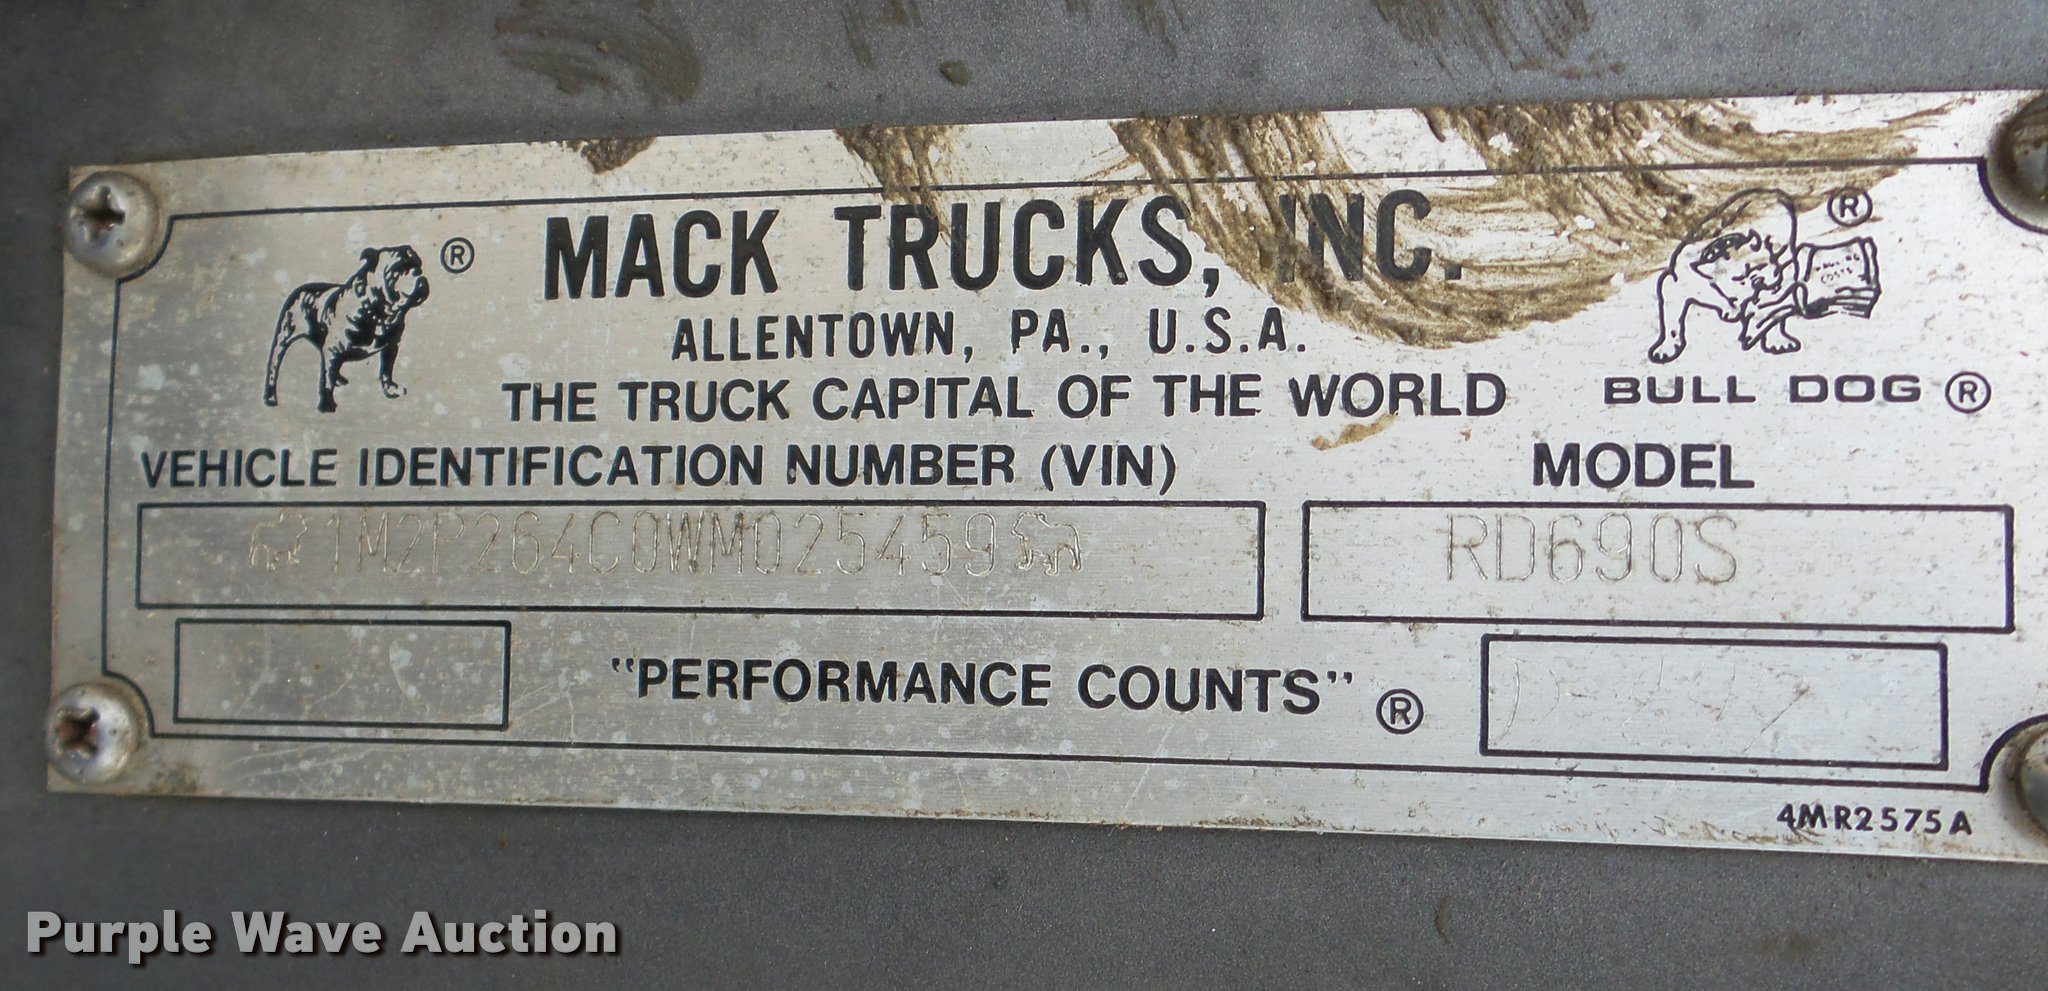 MACK TRUCKS, INC.
ALLENTOWN, PA., U.S.A.
THE TRUCK CAPITAL OF THE WORLD
®
BULL DOG ®
®
VEHICLE IDENTIFICATION NUMBER (VIN)
MODEL
1M2P264C0WM025459
RD690S
"PERFORMANCE COUNTS" ®
4MR2575A
Purple Wave Auction